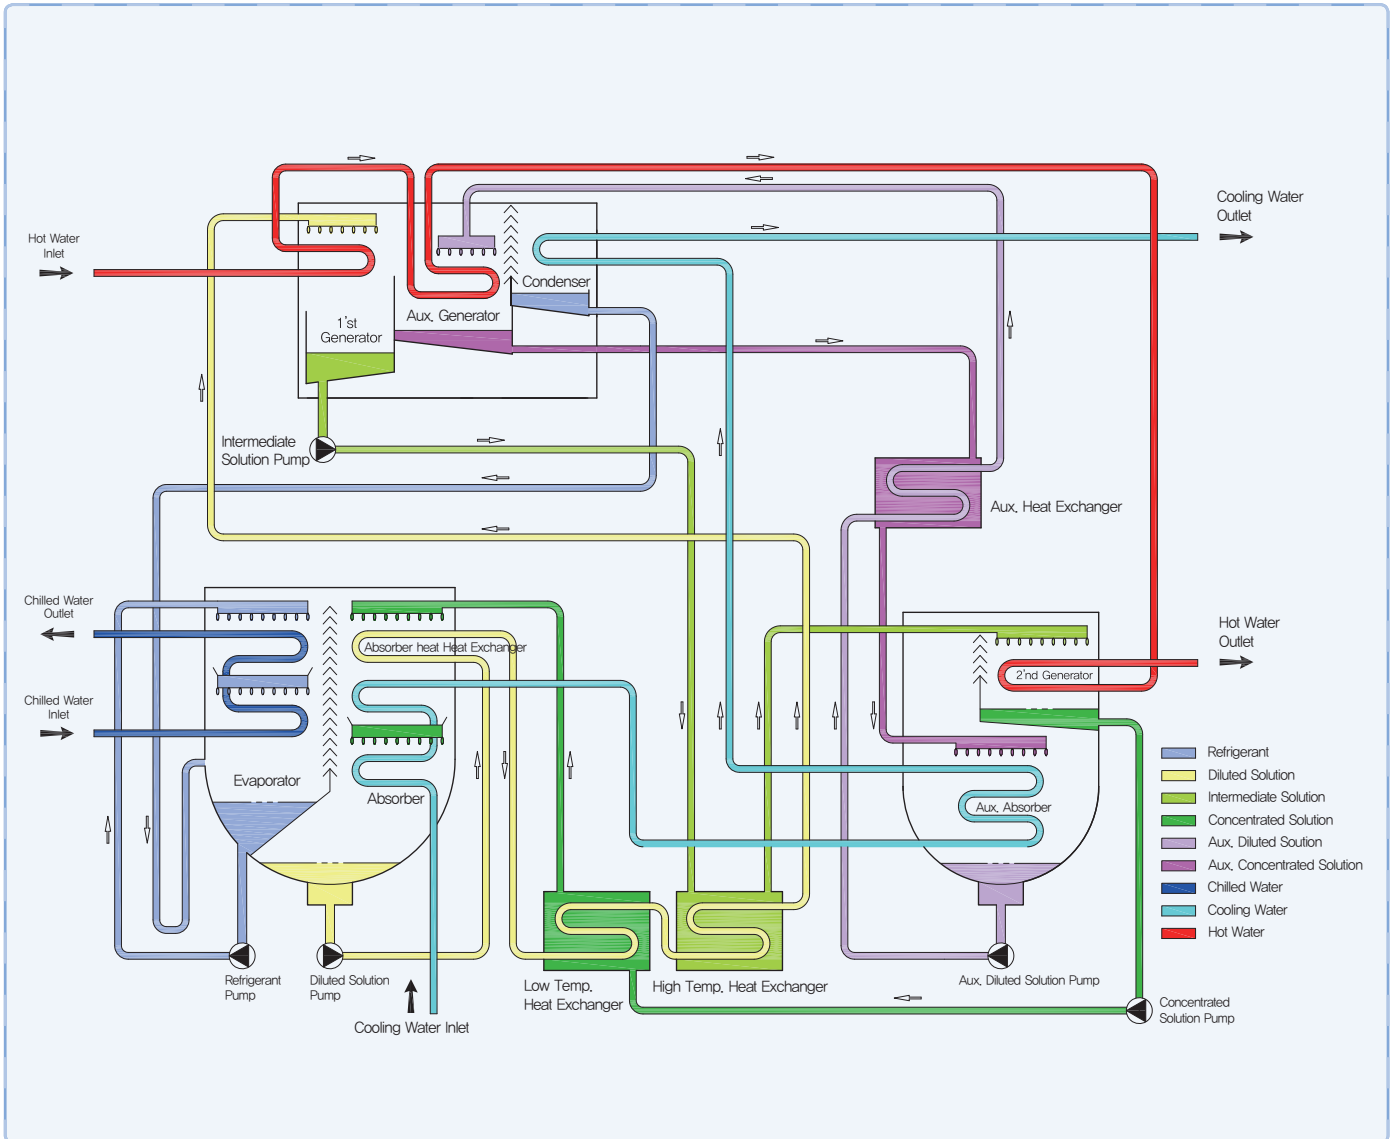 Cooling Water
Outlet
Hot Water
Inlet
Condenser
Aux. Generator
1'st
Generator
Intermediate
Solution Pump
Aux. Heat Exchanger
Chilled Water
Outlet
Absorber heat Heat Exchanger
Hot Water
Outlet
2'nd Generator
Chilled Water
Inlet
Evaporator
Absorber
Aux. Absorber
Refrigerant
Diluted Solution
Intermediate Solution
Concentrated Solution
Aux. Diluted Soution
Aux. Concentrated Solution
Chilled Water
Cooling Water
Hot Water
Refrigerant
Pump
Diluted Solution
Pump
Low Temp.
Heat Exchanger
High Temp. Heat Exchanger
Aux. Diluted Solution Pump
Concentrated
Solution Pump
Cooling Water Inlet